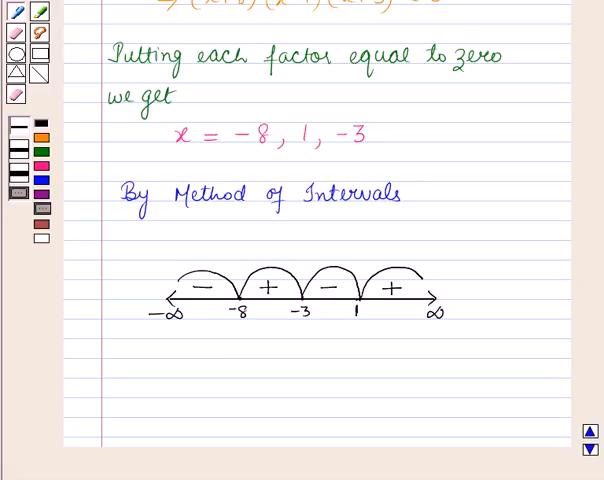 Putting each factor equal to zero
we get
x = -8, 1, -3
By Method of Intervals
- + - +
-∞ -8 -3 1 ∞